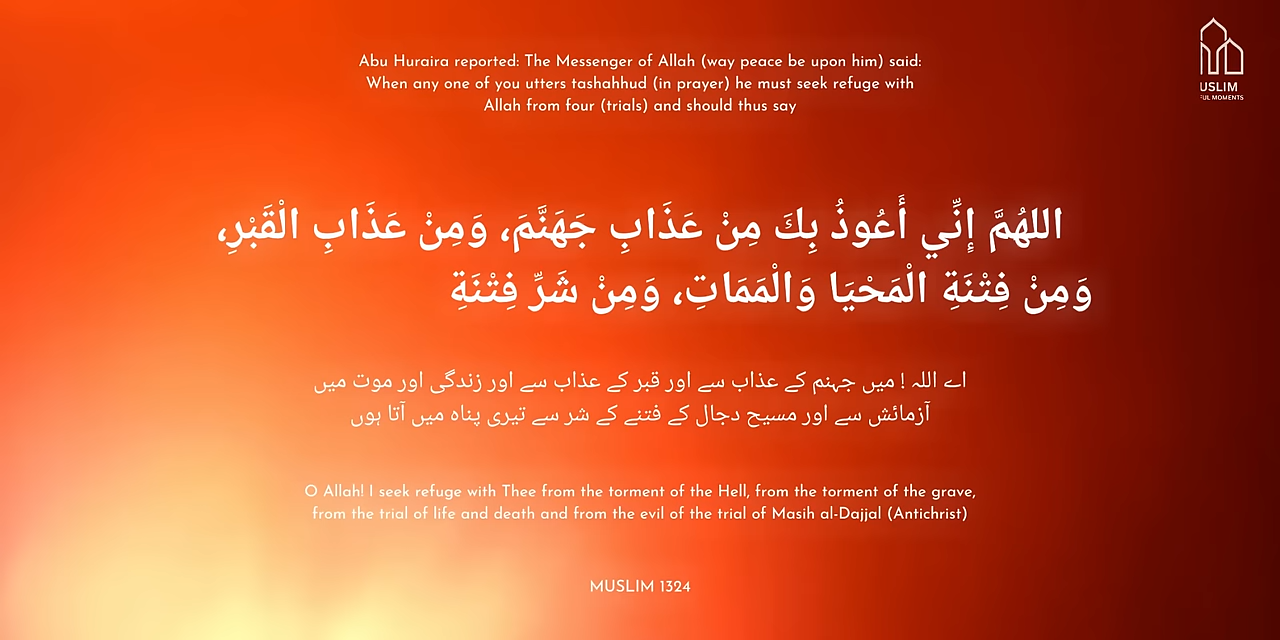 Abu Huraira reported: The Messenger of Allah (way peace be upon him) said:
When any one of you utters tashahhud (in prayer) he must seek refuge with
Allah from four (trials) and should thus say
USLIM
UL MOMENTS
اللهُمَّ إِنِّي أَعُوذُ بِكَ مِنْ عَذَابِ جَهَنَّمَ، وَمِنْ عَذَابِ الْقَبْرِ،
وَمِنْ فِتْنَةِ الْمَحْيَا وَالْمَمَاتِ، وَمِنْ شَرِّ فِتْنَةِ
اے اللہ ! میں جہنم کے عذاب سے اور قبر کے عذاب سے اور زندگی اور موت میں
آزمائش سے اور مسیح دجال کے فتنے کے شر سے تیری پناہ میں آتا ہوں
O Allah! I seek refuge with Thee from the torment of the Hell, from the torment of the grave,
from the trial of life and death and from the evil of the trial of Masih al-Dajjal (Antichrist)
MUSLIM 1324